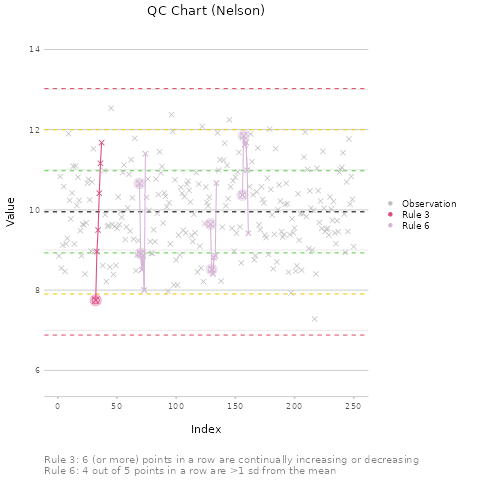 QC Chart (Nelson)
14
12
10
8
6
Value
0
50
100
150
200
250
Index
Observation
Rule 3
Rule 6
Rule 3: 6 (or more) points in a row are continually increasing or decreasing
Rule 6: 4 out of 5 points in a row are >1 sd from the mean